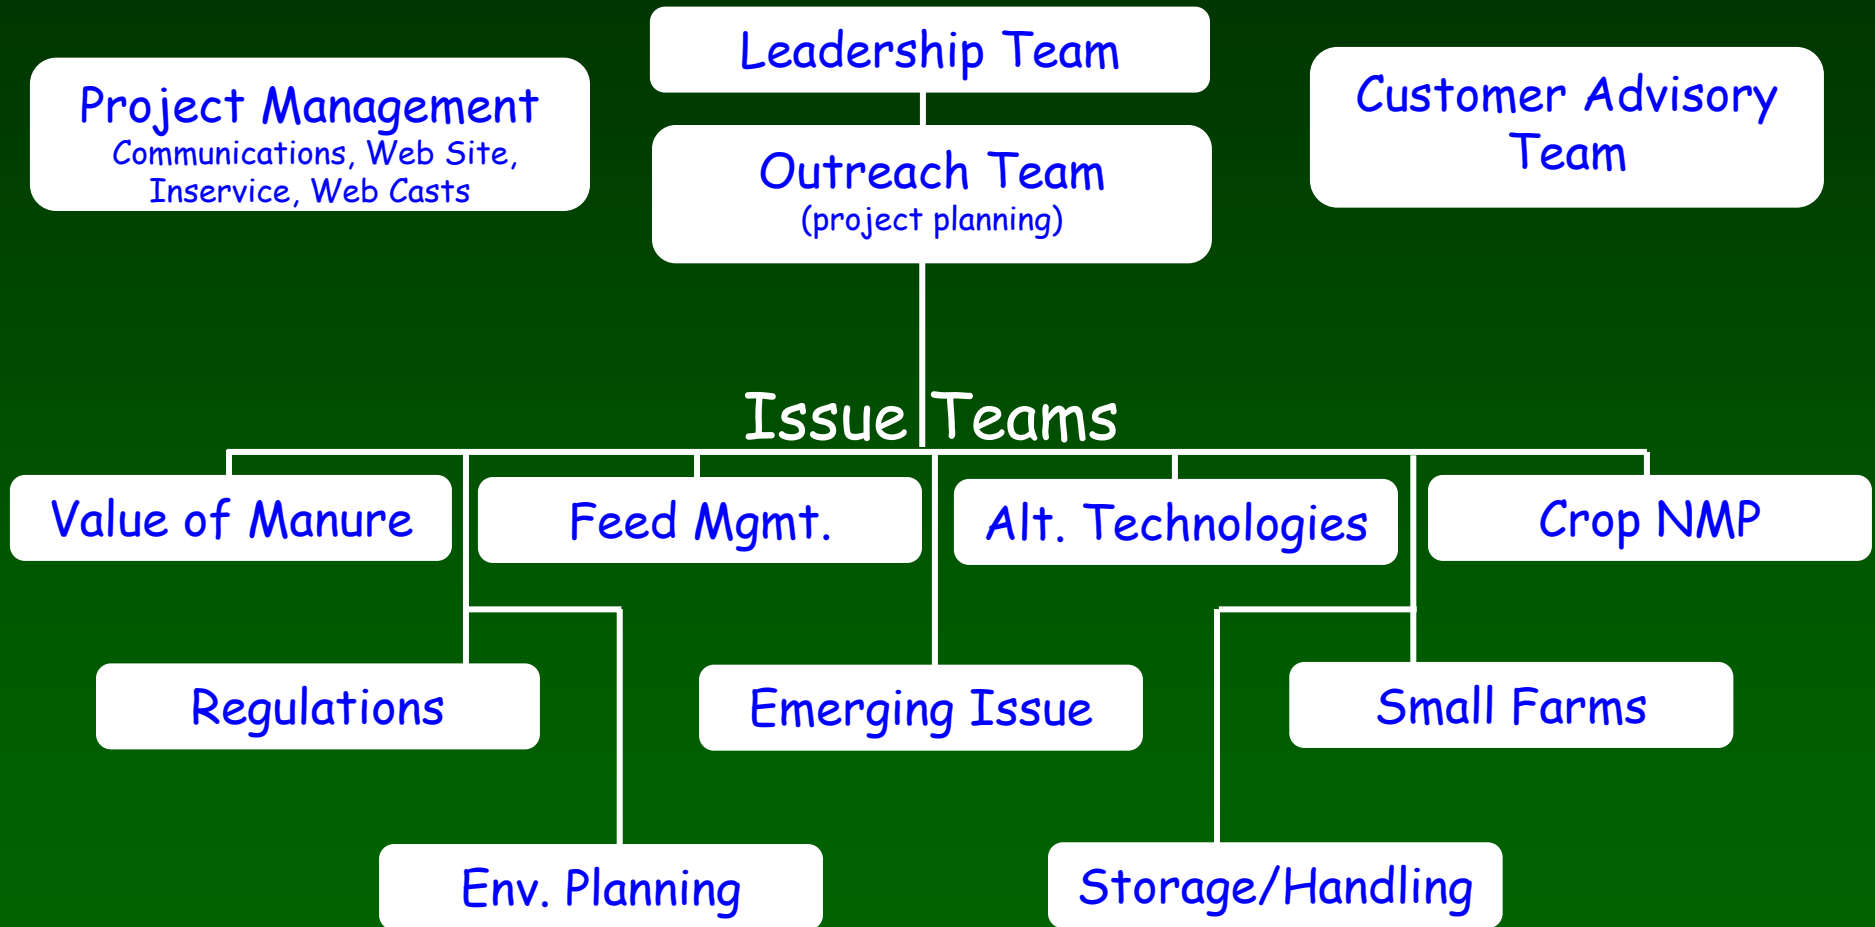 Leadership Team
Project Management
Communications, Web Site,
Inservice, Web Casts
Customer Advisory
Team
Outreach Team
(project planning)
Issue Teams
Value of Manure
Feed Mgmt.
Alt. Technologies
Crop NMP
Regulations
Emerging Issue
Small Farms
Env. Planning
Storage/Handling